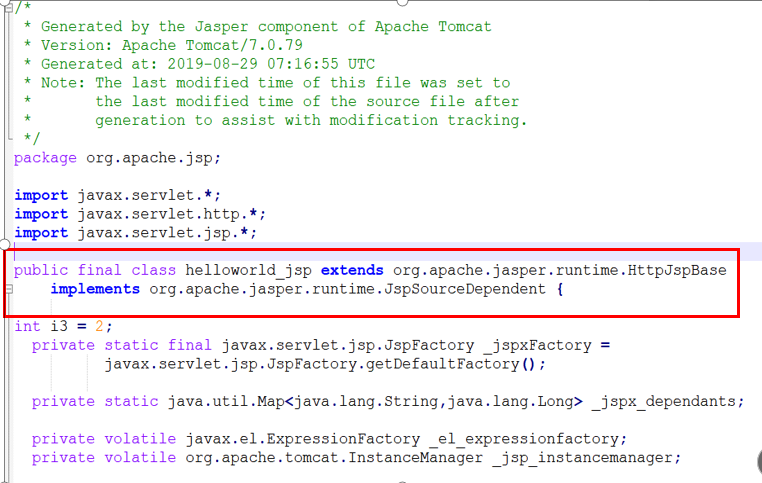 /*
 * Generated by the Jasper component of Apache Tomcat
 * Version: Apache Tomcat/7.0.79
 * Generated at: 2019-08-29 07:16:55 UTC
 * Note: The last modified time of this file was set to
 *       the last modified time of the source file after
 *       generation to assist with modification tracking.
 */
package org.apache.jsp;

import javax.servlet.*;
import javax.servlet.http.*;
import javax.servlet.jsp.*;

public final class helloworld_jsp extends org.apache.jasper.runtime.HttpJspBase
    implements org.apache.jasper.runtime.JspSourceDependent {

int i3 = 2;
  private static final javax.servlet.jsp.JspFactory _jspxFactory =
          javax.servlet.jsp.JspFactory.getDefaultFactory();

  private static java.util.Map<java.lang.String,java.lang.Long> _jspx_dependants;

  private volatile javax.el.ExpressionFactory _el_expressionfactory;
  private volatile org.apache.tomcat.InstanceManager _jsp_instancemanager;